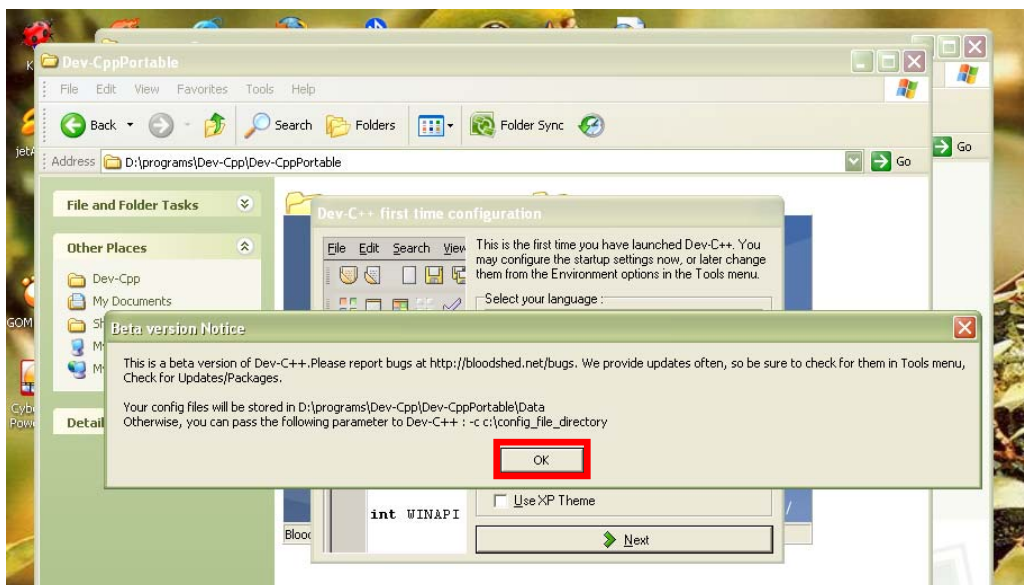 Dev-CppPortable
File Edit View Favorites Tools Help
Back Search Folders Folder Sync
Address D:\programs\Dev-Cpp\Dev-CppPortable Go
Go
File and Folder Tasks
Other Places
Dev-Cpp
My Documents
Dev-C++ first time configuration
File Edit Search View
This is the first time you have launched Dev-C++. You
may configure the startup settings now, or later change
them from the Environment options in the Tools menu.
Select your language :
GOM
Beta version Notice
This is a beta version of Dev-C++.Please report bugs at http://bloodshed.net/bugs. We provide updates often, so be sure to check for them in Tools menu,
Check for Updates/Packages.
Your config files will be stored in D:\programs\Dev-Cpp\Dev-CppPortable\Data
Otherwise, you can pass the following parameter to Dev-C++ : -c c:\config_file_directory
OK
Detail
Use XP Theme
int WINAPI
Next